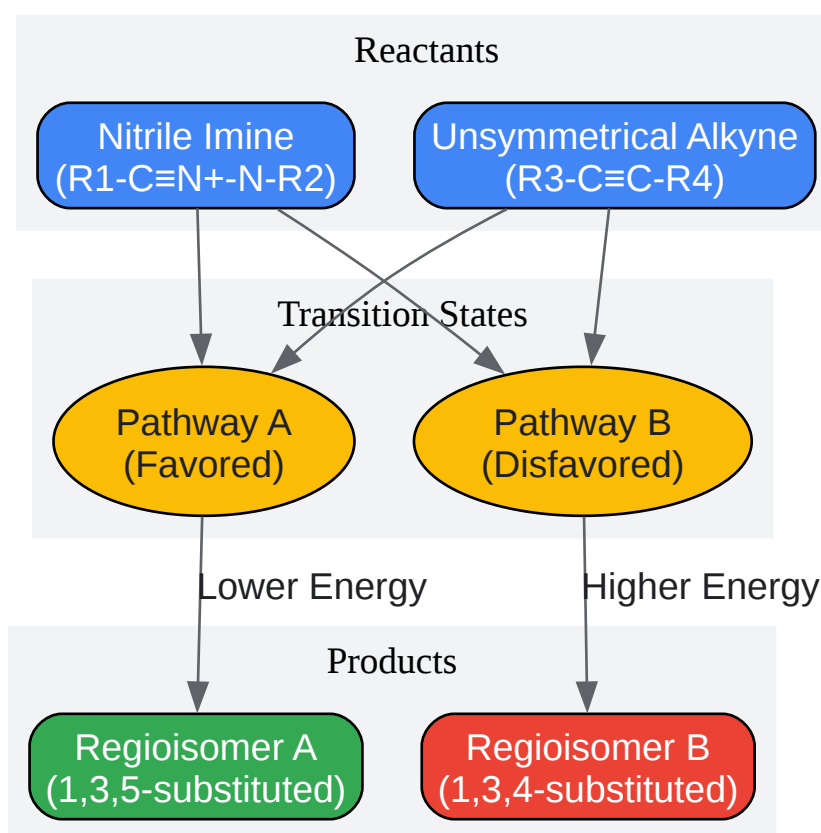 Reactants
Nitrile Imine
(R1-C≡N+-N-R2)
Unsymmetrical Alkyne
(R3-C≡C-R4)
Transition States
Pathway A
(Favored)
Pathway B
(Disfavored)
Lower Energy
Higher Energy
Products
Regioisomer A
(1,3,5-substituted)
Regioisomer B
(1,3,4-substituted)